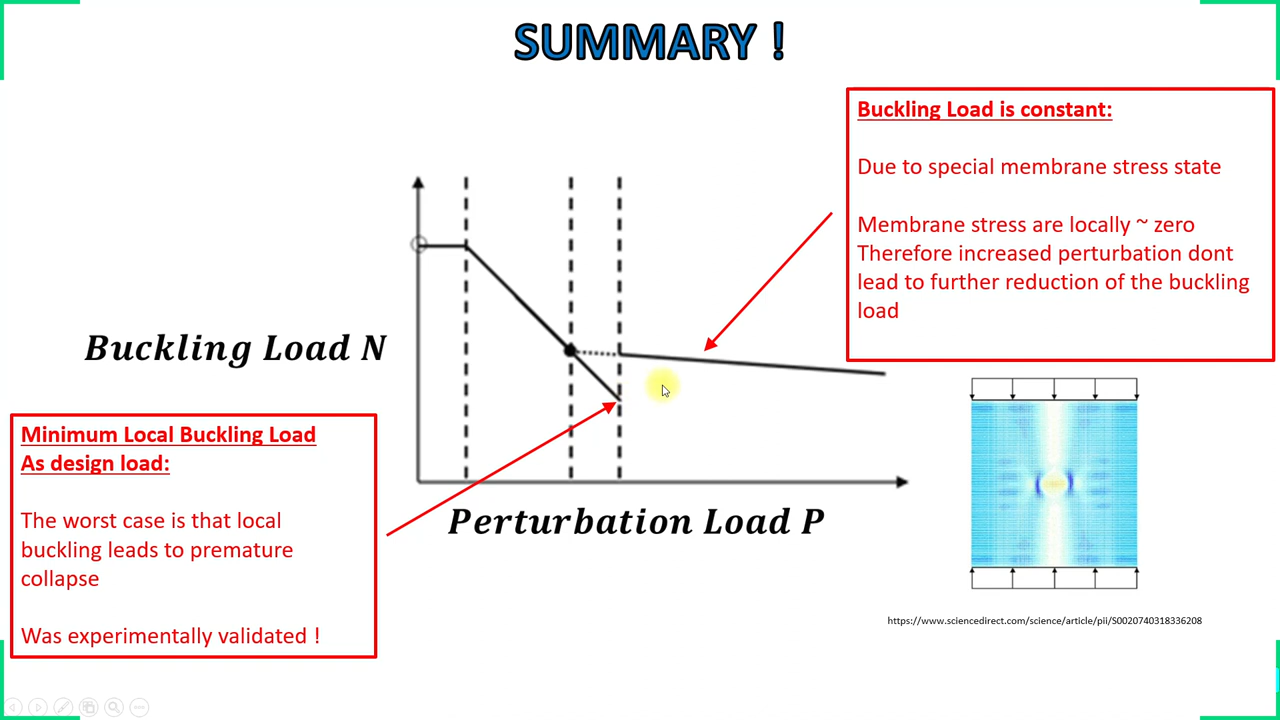 SUMMARY !
Buckling Load is constant:
Due to special membrane stress state
Membrane stress are locally ~ zero
Therefore increased perturbation dont
lead to further reduction of the buckling
load
Buckling Load N
Minimum Local Buckling Load
As design load:
The worst case is that local
buckling leads to premature
collapse
Was experimentally validated !
Perturbation Load P
https://www.sciencedirect.com/science/article/pii/S0020740318336208